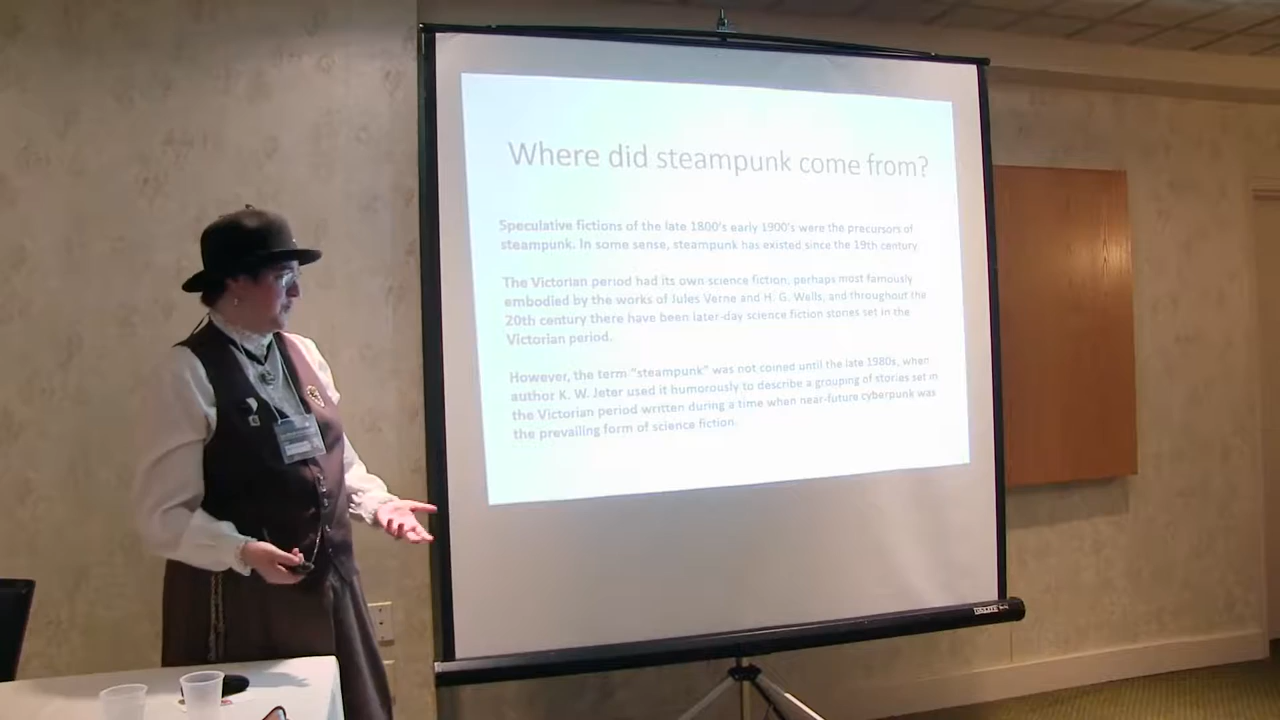 Where did steampunk come from?
Speculative fictions of the late 1800's early 1900's were the precursors of
steampunk. In some sense, steampunk has existed since the 19th century.
The Victorian period had its own science fiction, perhaps most famously
embodied by the works of Jules Verne and H. G. Wells, and throughout the
20th century there have been later-day science fiction stories set in the
Victorian period.
However, the term "steampunk" was not coined until the late 1980s, when
author K. W. Jeter used it humorously to describe a grouping of stories set in
the Victorian period written during a time when near-future cyberpunk was
the prevailing form of science fiction.